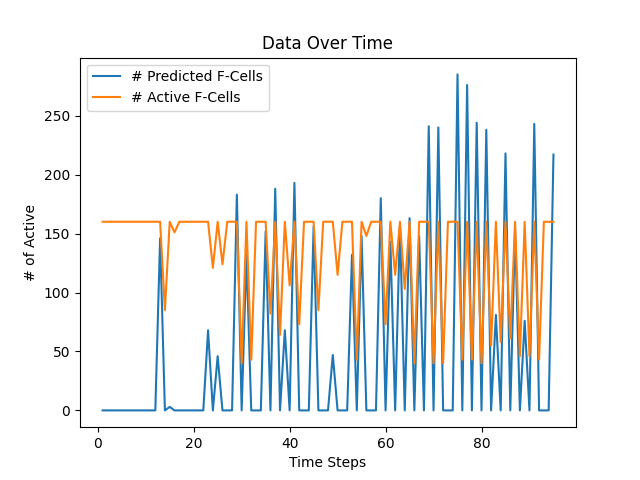 Data Over Time
# Predicted F-Cells
# Active F-Cells
# of Active
250
200
150
100
50
0
0 20 40 60 80
Time Steps